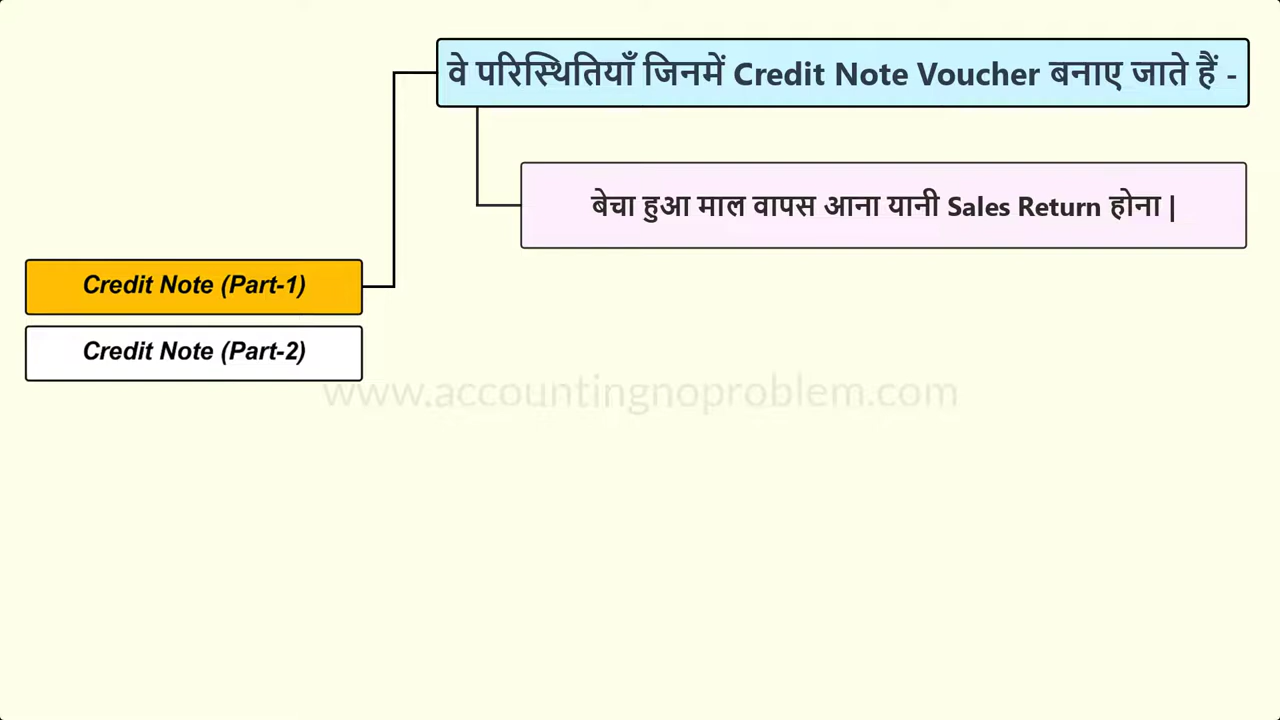 वे परिस्थितियाँ जिनमें Credit Note Voucher बनाए जाते हैं -
बेचा हुआ माल वापस आना यानी Sales Return होना |
Credit Note (Part-1)
Credit Note (Part-2)
www.accountingnoproblem.com